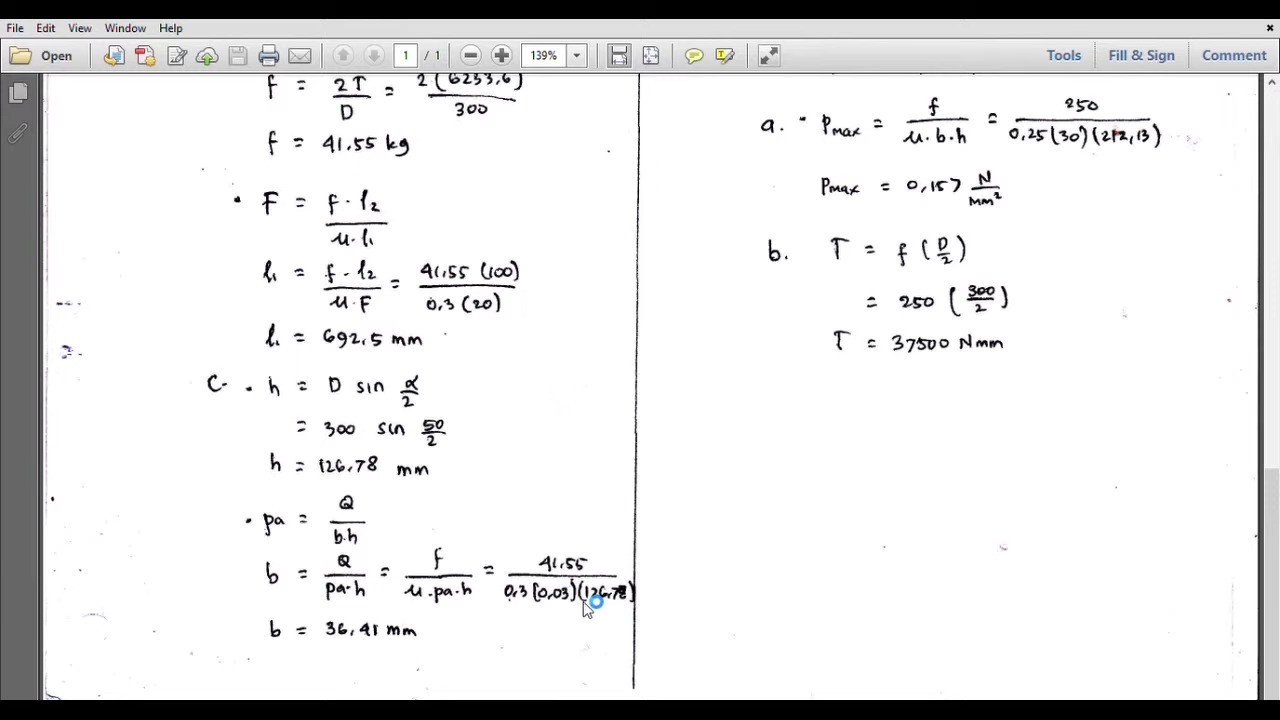 File Edit View Window Help
Open 1 / 1 139% Tools Fill & Sign Comment
f = 2T / D = 2 (6233,6) / 300
f = 41.55 kg
• F = f · l2 / μ · l1
l1 = f · l2 / μ · F = 41.55 (100) / 0.3 (20)
l1 = 692,5 mm
C. • h = D sin α / 2
= 300 sin 50 / 2
h = 126,78 mm
• pa = Q / b.h
b = Q / pa·h = f / μ.pa.h = 41.55 / 0.3 (0,03) (126,78)
b = 36,41 mm
a. • Pmax = f / μ. b. h = 250 / 0,25 (30) (212,13)
Pmax = 0,157 N / mm²
b. T = f ( D / 2 )
= 250 ( 300 / 2 )
T = 37500 Nmm